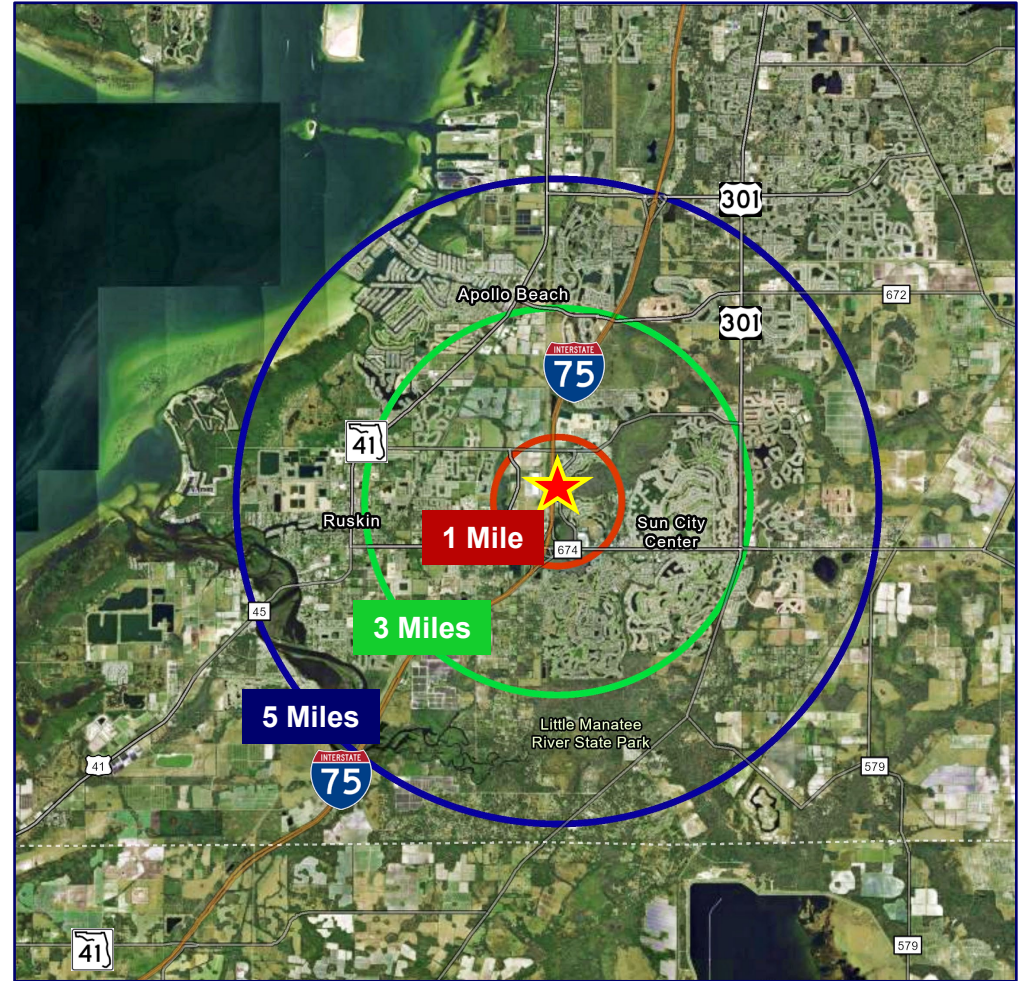 301
Apollo Beach
672
301
INTERSTATE
75
41
Ruskin
Sun City
Center
1 Mile
674
45
3 Miles
5 Miles
Little Manatee
River State Park
INTERSTATE
75
41
579
41
579